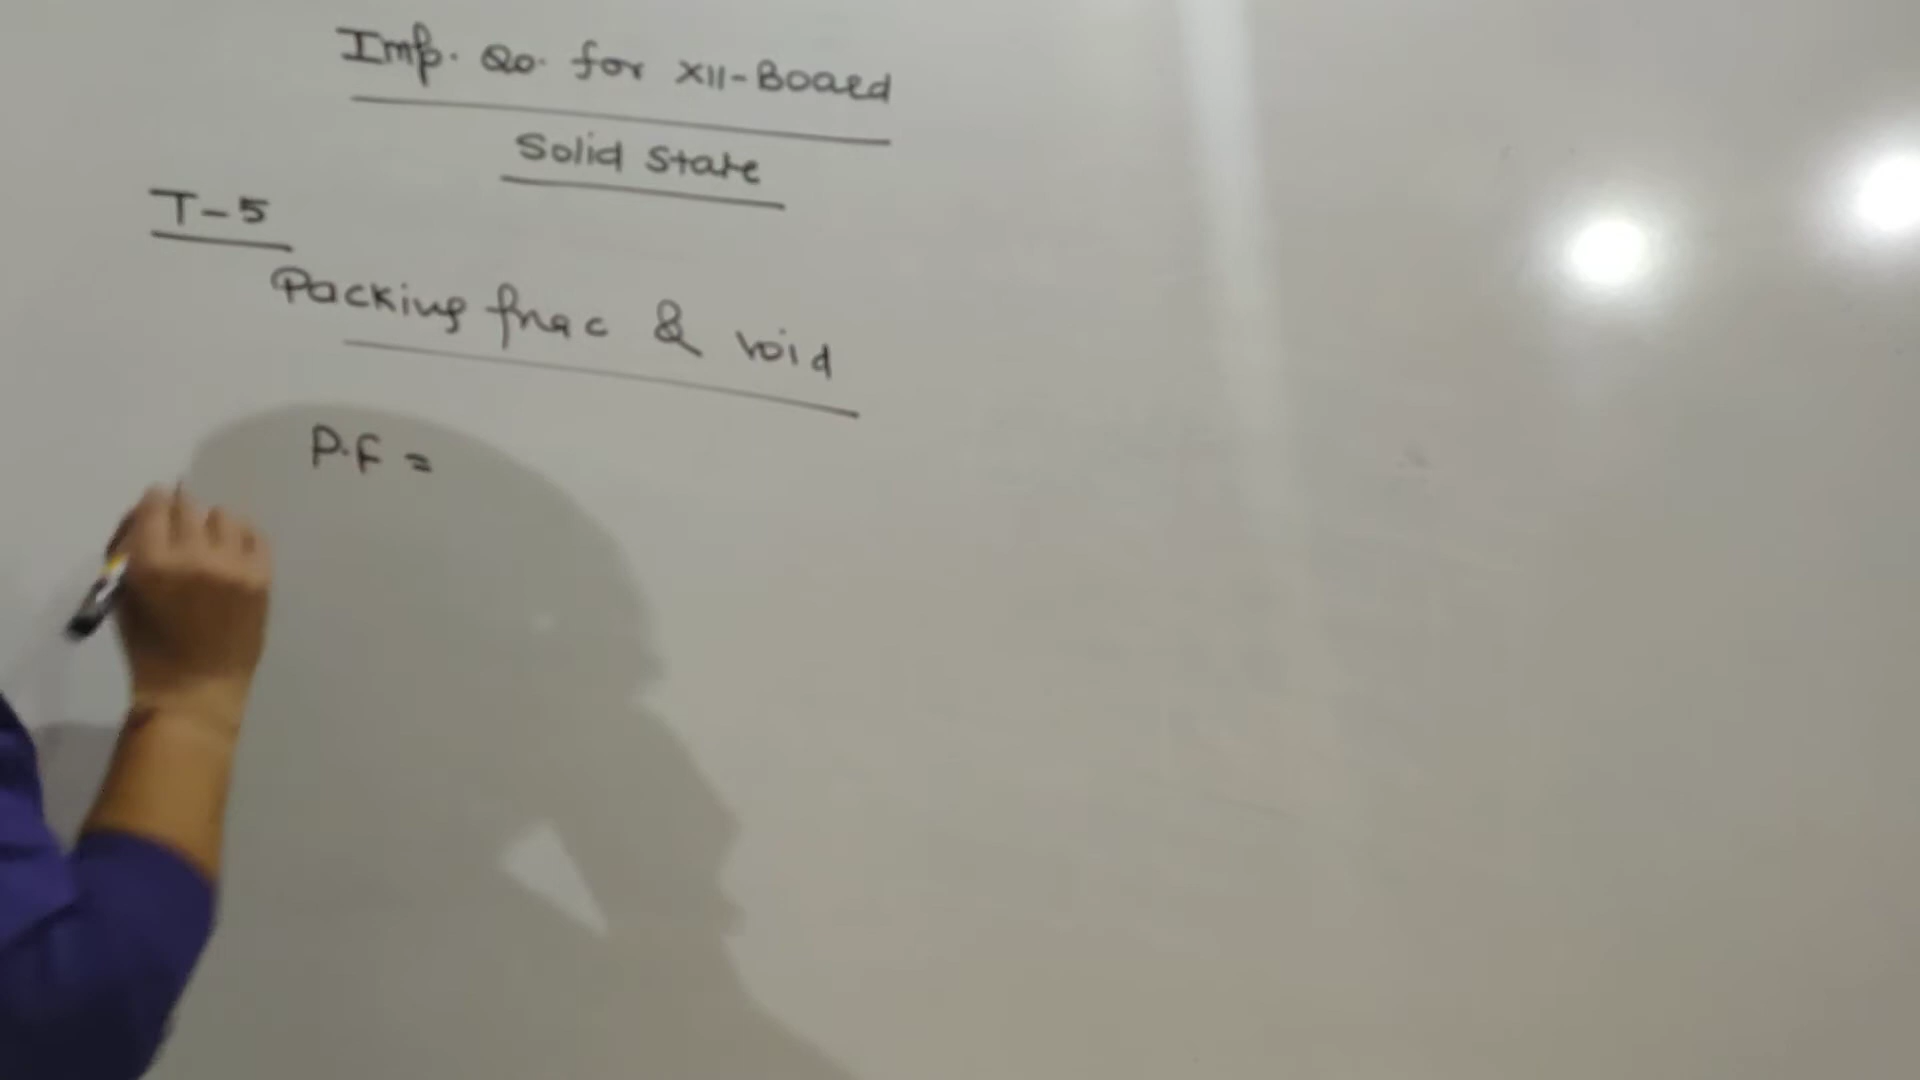 Imp. Qo. for XII-Board
Solid State
T-5
Packing frac & void
P.F =